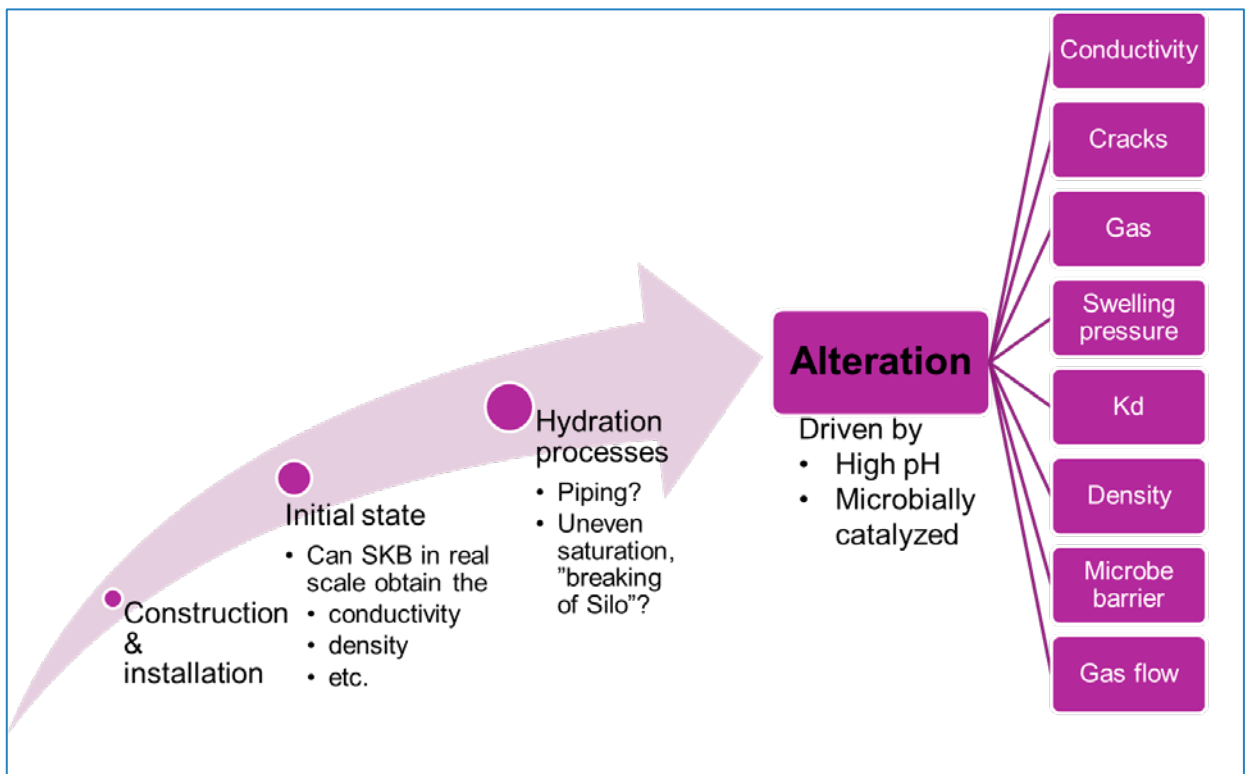 Construction
&
installation
Initial state
• Can SKB in real
scale obtain the
• conductivity
• density
• etc.
Hydration
processes
• Piping?
• Uneven
saturation,
”breaking
of Silo”?
Alteration
Driven by
• High pH
• Microbially
catalyzed
Conductivity
Cracks
Gas
Swelling
pressure
Kd
Density
Microbe
barrier
Gas flow